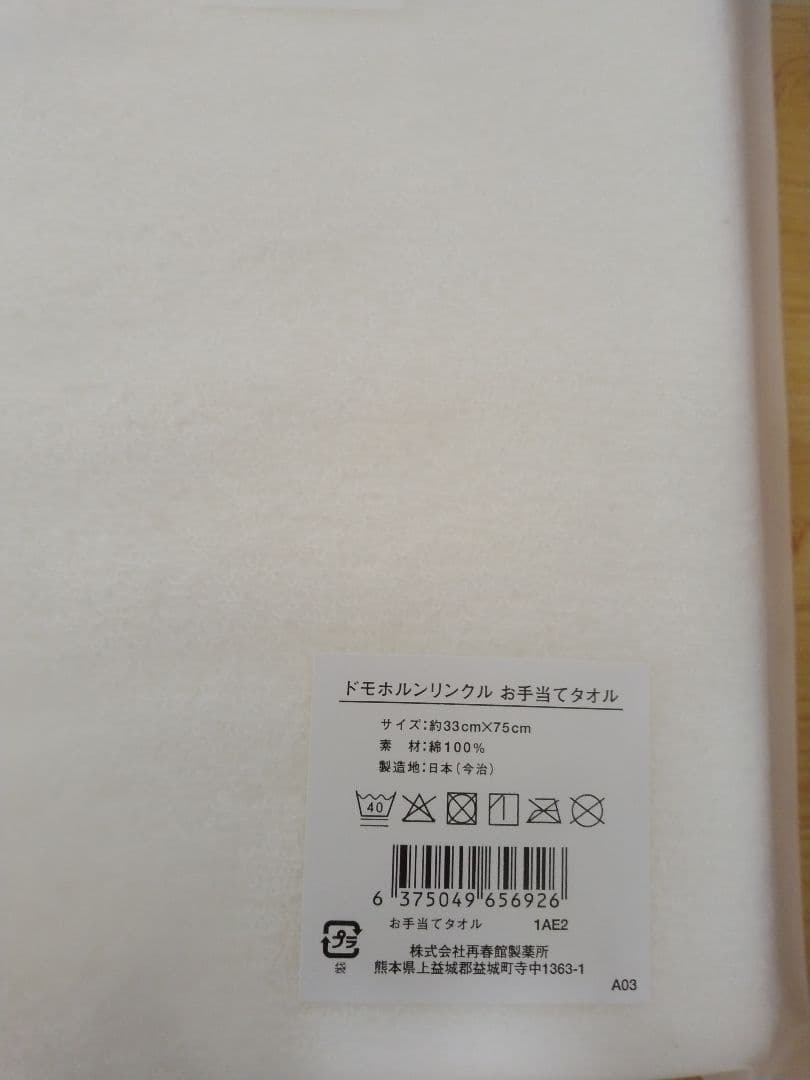 ドモホルンリンクル お手当てタオル
サイズ:約33cm×75cm
素　材:綿100%
製造地:日本(今治)
40
6 375049 656926
お手当てタオル 1AE2
プラ
袋
株式会社再春館製薬所
熊本県上益城郡益城町寺中1363-1
A03